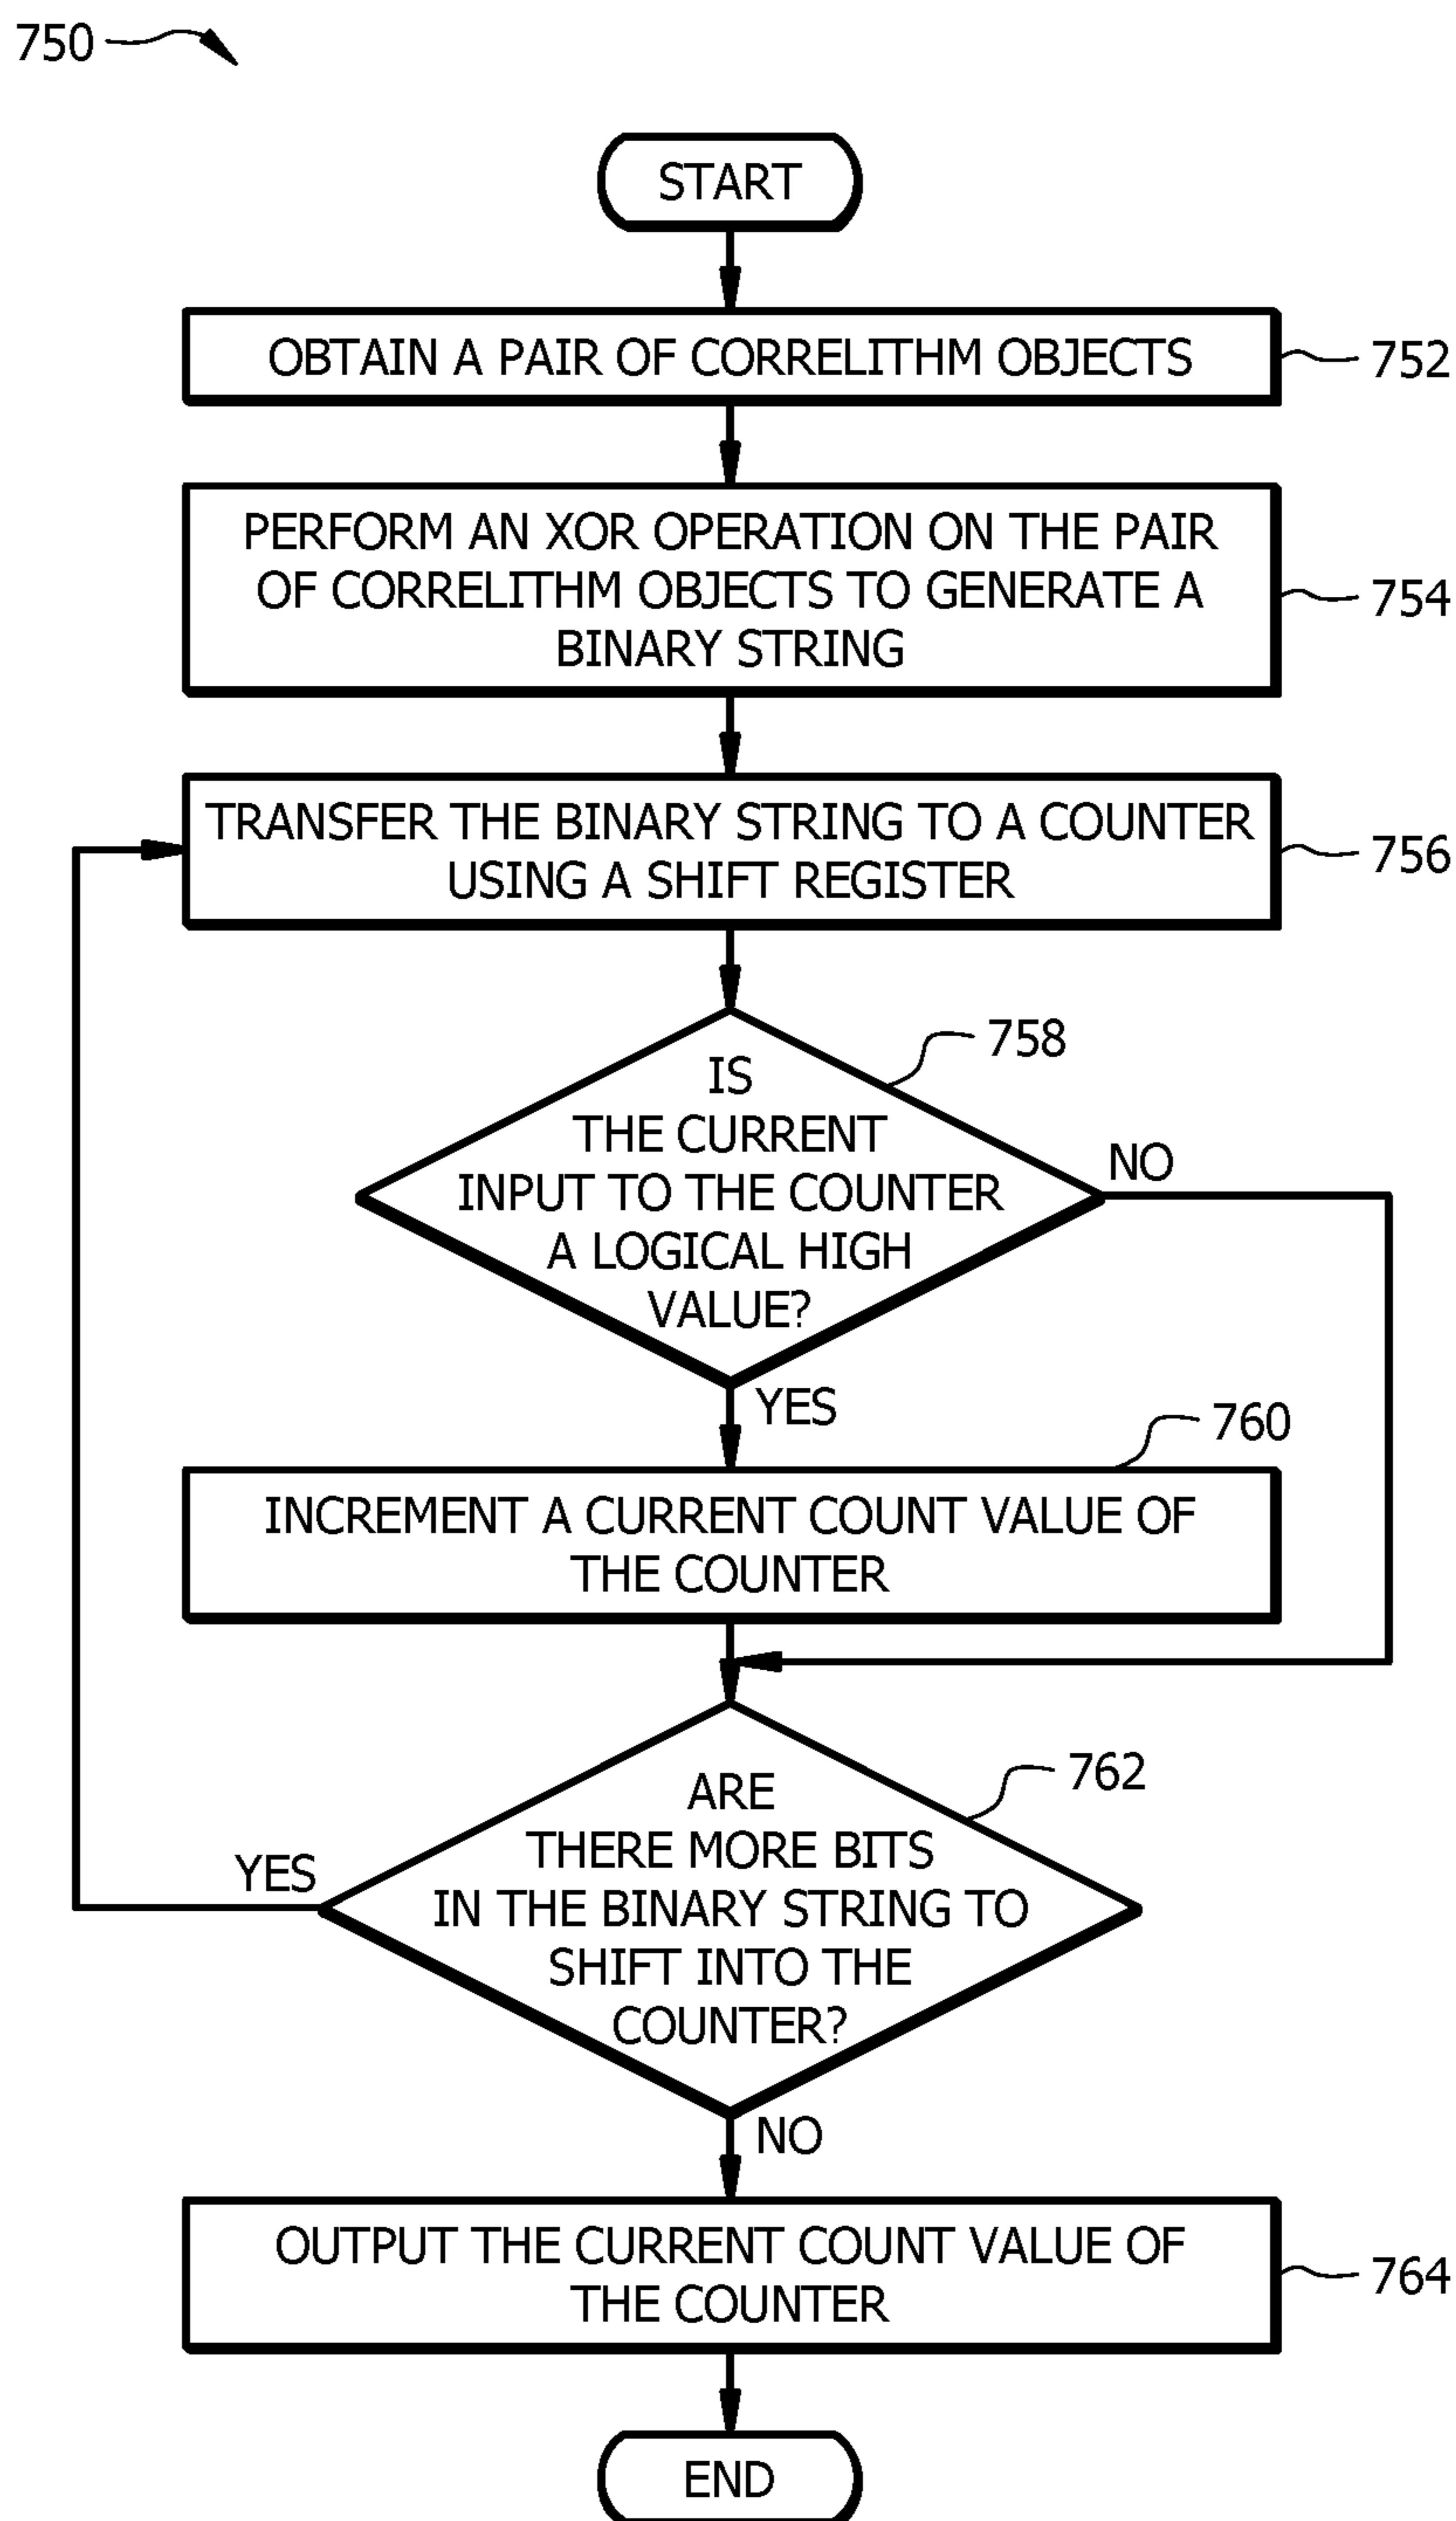 750
START
OBTAIN A PAIR OF CORRELITHM OBJECTS
752
PERFORM AN XOR OPERATION ON THE PAIR
OF CORRELITHM OBJECTS TO GENERATE A
BINARY STRING
754
TRANSFER THE BINARY STRING TO A COUNTER
USING A SHIFT REGISTER
756
758
IS
THE CURRENT
INPUT TO THE COUNTER
A LOGICAL HIGH
VALUE?
NO
YES
760
INCREMENT A CURRENT COUNT VALUE OF
THE COUNTER
762
ARE
THERE MORE BITS
IN THE BINARY STRING TO
SHIFT INTO THE
COUNTER?
YES
NO
OUTPUT THE CURRENT COUNT VALUE OF
THE COUNTER
764
END